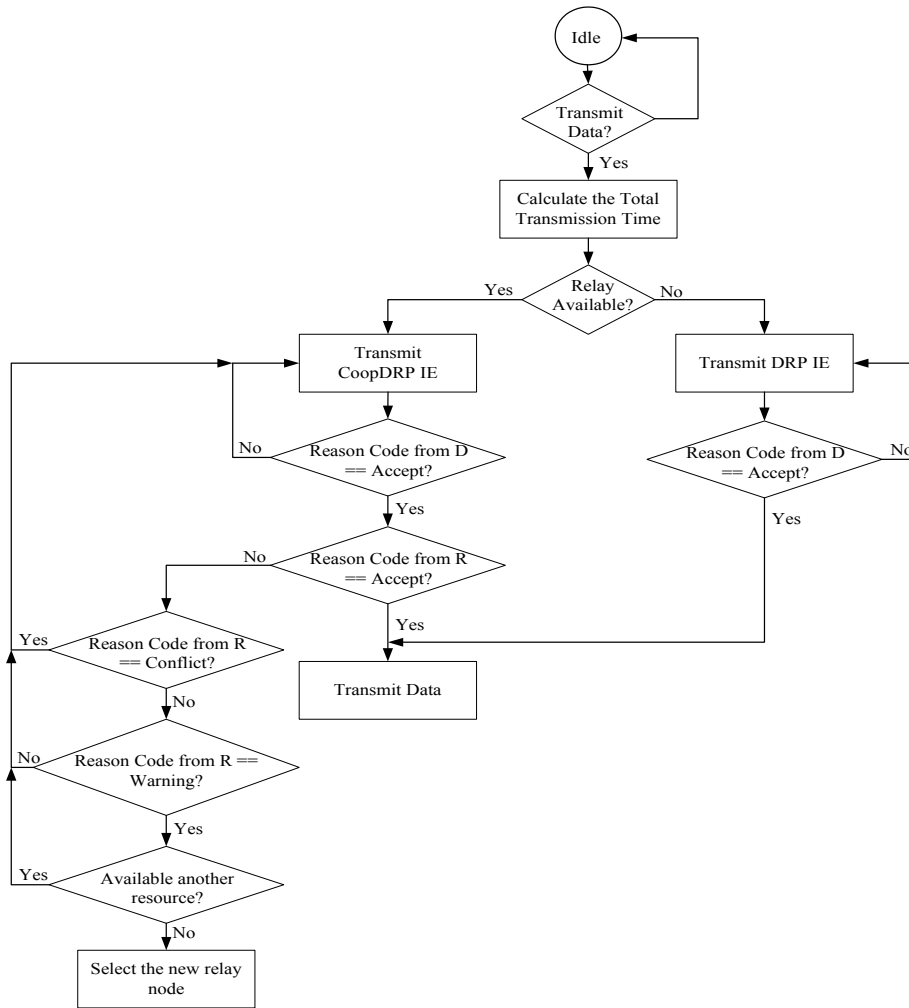 Idle
Transmit
Data?
Yes
Calculate the Total
Transmission Time
Relay
Available?
Yes
No
Transmit
CoopDRP IE
Transmit DRP IE
Reason Code from D
== Accept?
No
Yes
Reason Code from D
== Accept?
No
Yes
Reason Code from R
== Accept?
No
Yes
Reason Code from R
== Conflict?
Yes
No
Transmit Data
Reason Code from R ==
Warning?
No
Yes
Available another
resource?
Yes
No
Select the new relay
node